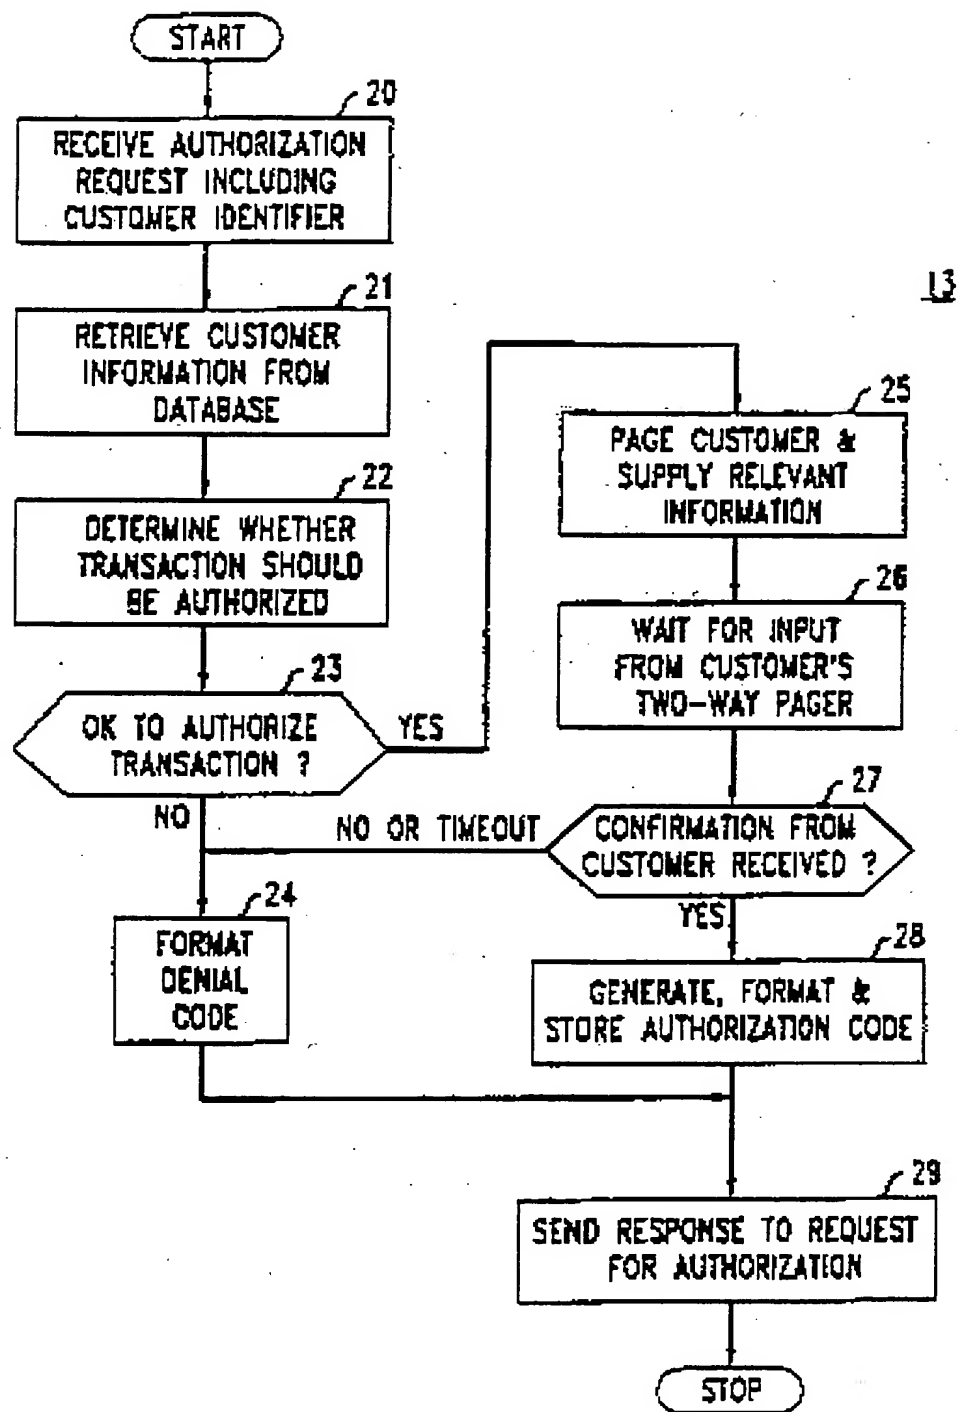 START
20
RECEIVE AUTHORIZATION
REQUEST INCLUDING
CUSTOMER IDENTIFIER
21
RETRIEVE CUSTOMER
INFORMATION FROM
DATABASE
22
DETERMINE WHETHER
TRANSACTION SHOULD
BE AUTHORIZED
23
OK TO AUTHORIZE
TRANSACTION ?
YES
NO
24
FORMAT
DENIAL
CODE
13
25
PAGE CUSTOMER &
SUPPLY RELEVANT
INFORMATION
26
WAIT FOR INPUT
FROM CUSTOMER'S
TWO-WAY PAGER
27
CONFIRMATION FROM
CUSTOMER RECEIVED ?
NO OR TIMEOUT
YES
28
GENERATE, FORMAT &
STORE AUTHORIZATION CODE
29
SEND RESPONSE TO REQUEST
FOR AUTHORIZATION
STOP